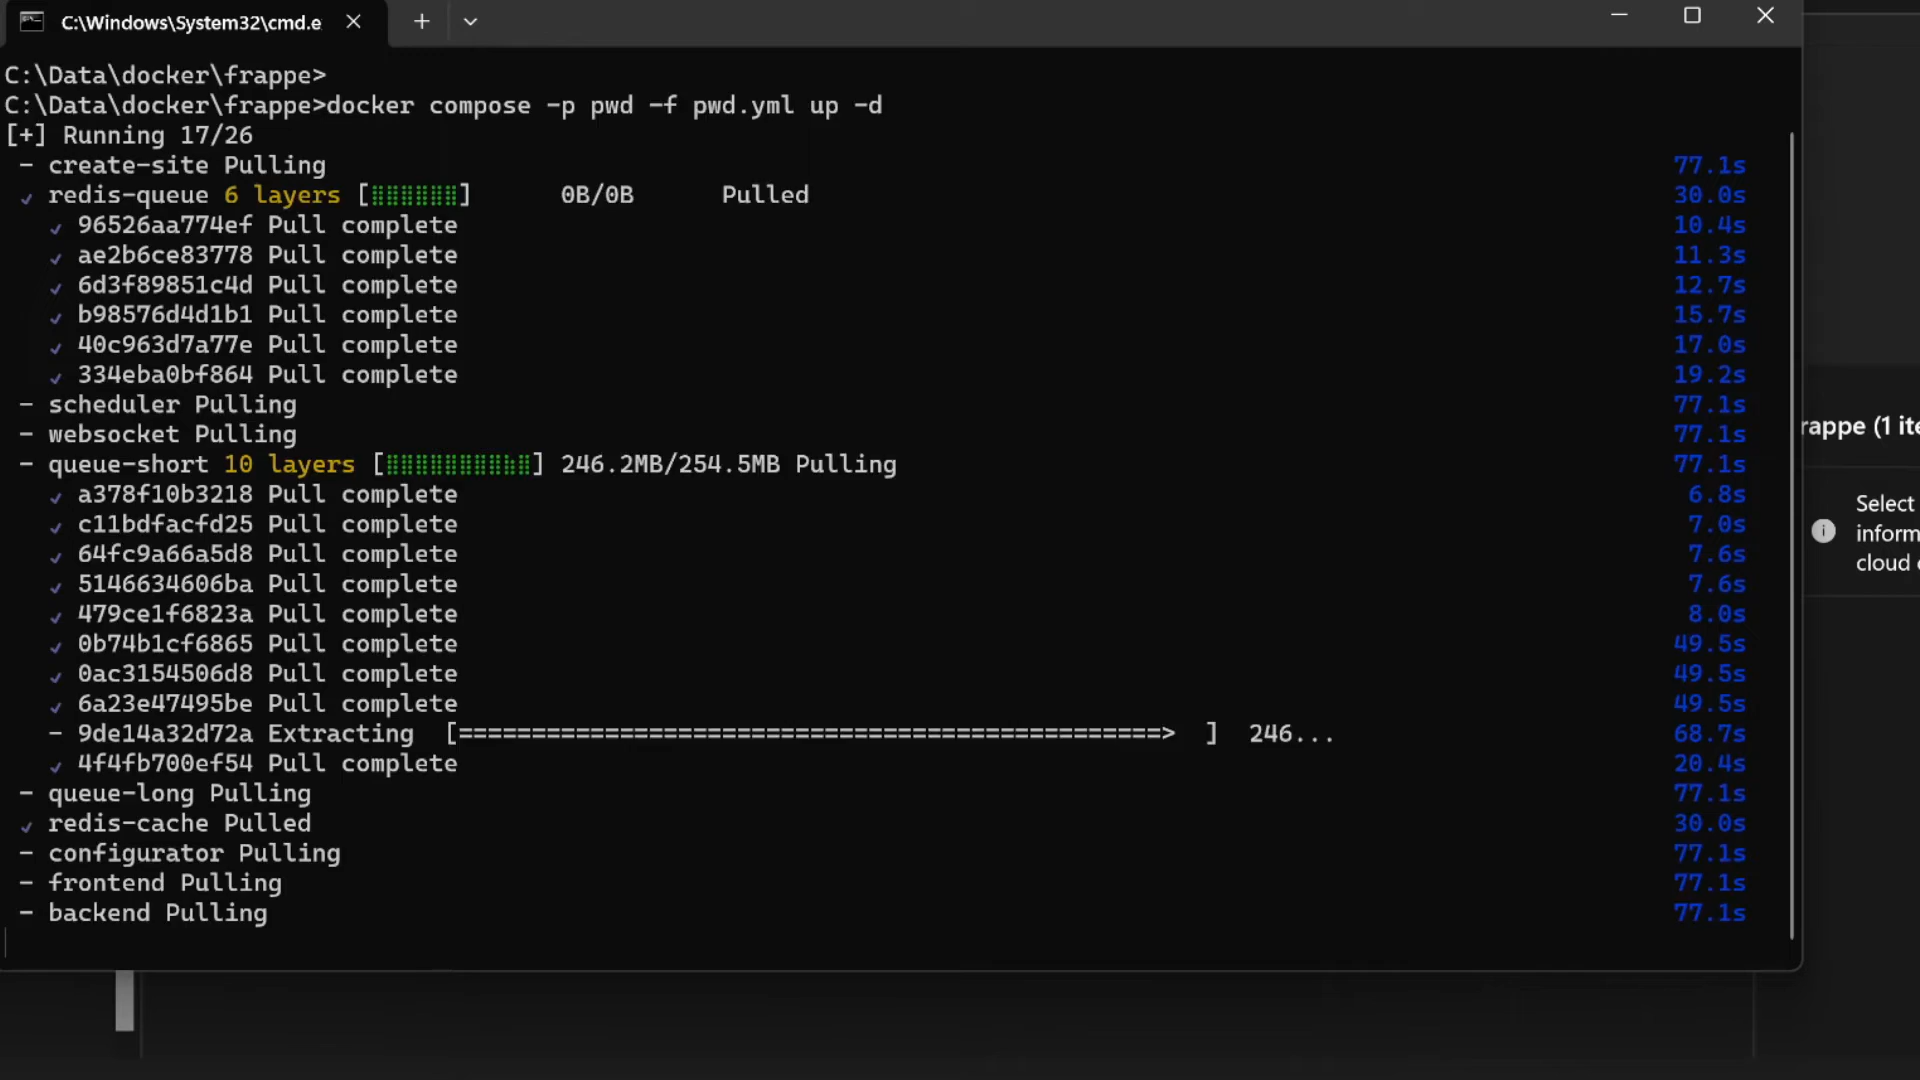 C:\Windows\System32\cmd.e
C:\Data\docker\frappe>
C:\Data\docker\frappe>docker compose -p pwd -f pwd.yml up -d
[+] Running 17/26
- create-site Pulling 77.1s
✓ redis-queue 6 layers [⣿⣿⣿⣿⣿⣿] 0B/0B Pulled 30.0s
✓ 96526aa774ef Pull complete 10.4s
✓ ae2b6ce83778 Pull complete 11.3s
✓ 6d3f89851c4d Pull complete 12.7s
✓ b98576d4d1b1 Pull complete 15.7s
✓ 40c963d7a77e Pull complete 17.0s
✓ 334eba0bf864 Pull complete 19.2s
- scheduler Pulling 77.1s
- websocket Pulling 77.1s
- queue-short 10 layers [⣿⣿⣿⣿⣿⣿⣿⣿⣷⣿] 246.2MB/254.5MB Pulling 77.1s
✓ a378f10b3218 Pull complete 6.8s
✓ c11bdfacfd25 Pull complete 7.0s
✓ 64fc9a66a5d8 Pull complete 7.6s
✓ 5146634606ba Pull complete 7.6s
✓ 479ce1f6823a Pull complete 8.0s
✓ 0b74b1cf6865 Pull complete 49.5s
✓ 0ac3154506d8 Pull complete 49.5s
✓ 6a23e47495be Pull complete 49.5s
- 9de14a32d72a Extracting [================================================> ] 246... 68.7s
✓ 4f4fb700ef54 Pull complete 20.4s
- queue-long Pulling 77.1s
✓ redis-cache Pulled 30.0s
- configurator Pulling 77.1s
- frontend Pulling 77.1s
- backend Pulling 77.1s
rappe (1 ite
Select
inform
cloud